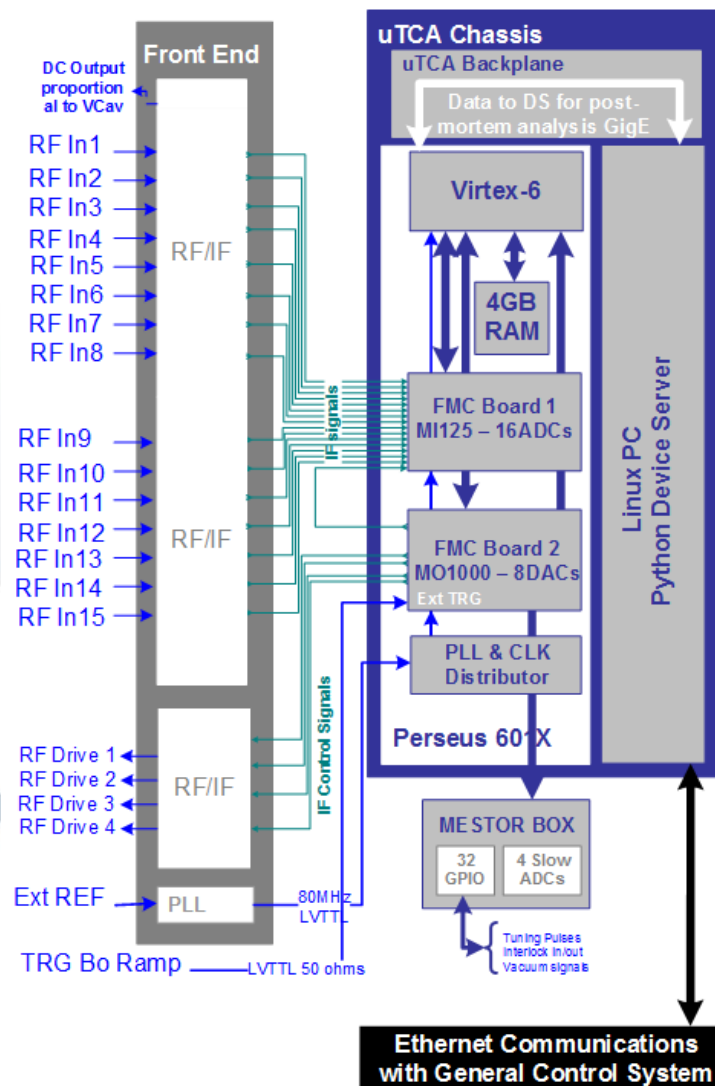 Front End
DC Output
proportion
al to VCav
RF In1
RF In2
RF In3
RF In4
RF In5
RF In6
RF In7
RF In8
RF In9
RF In10
RF In11
RF In12
RF In13
RF In14
RF In15
RF/IF
RF/IF
RF Drive 1
RF Drive 2
RF Drive 3
RF Drive 4
RF/IF
Ext REF
PLL
80MHz
LVTTL
TRG Bo Ramp
LVTTL 50 ohms
IF signals
IF Control Signals
uTCA Chassis
uTCA Backplane
Data to DS for post-
mortem analysis GigE
Virtex-6
4GB
RAM
FMC Board 1
MI125 – 16ADCs
FMC Board 2
MO1000 – 8DACs
Ext TRG
PLL & CLK
Distributor
Perseus 601X
Linux PC
Python Device Server
MESTOR BOX
32
GPIO
4 Slow
ADCs
Tuning Pulses
Interlock In/out
Vacuum signals
Ethernet Communications
with General Control System